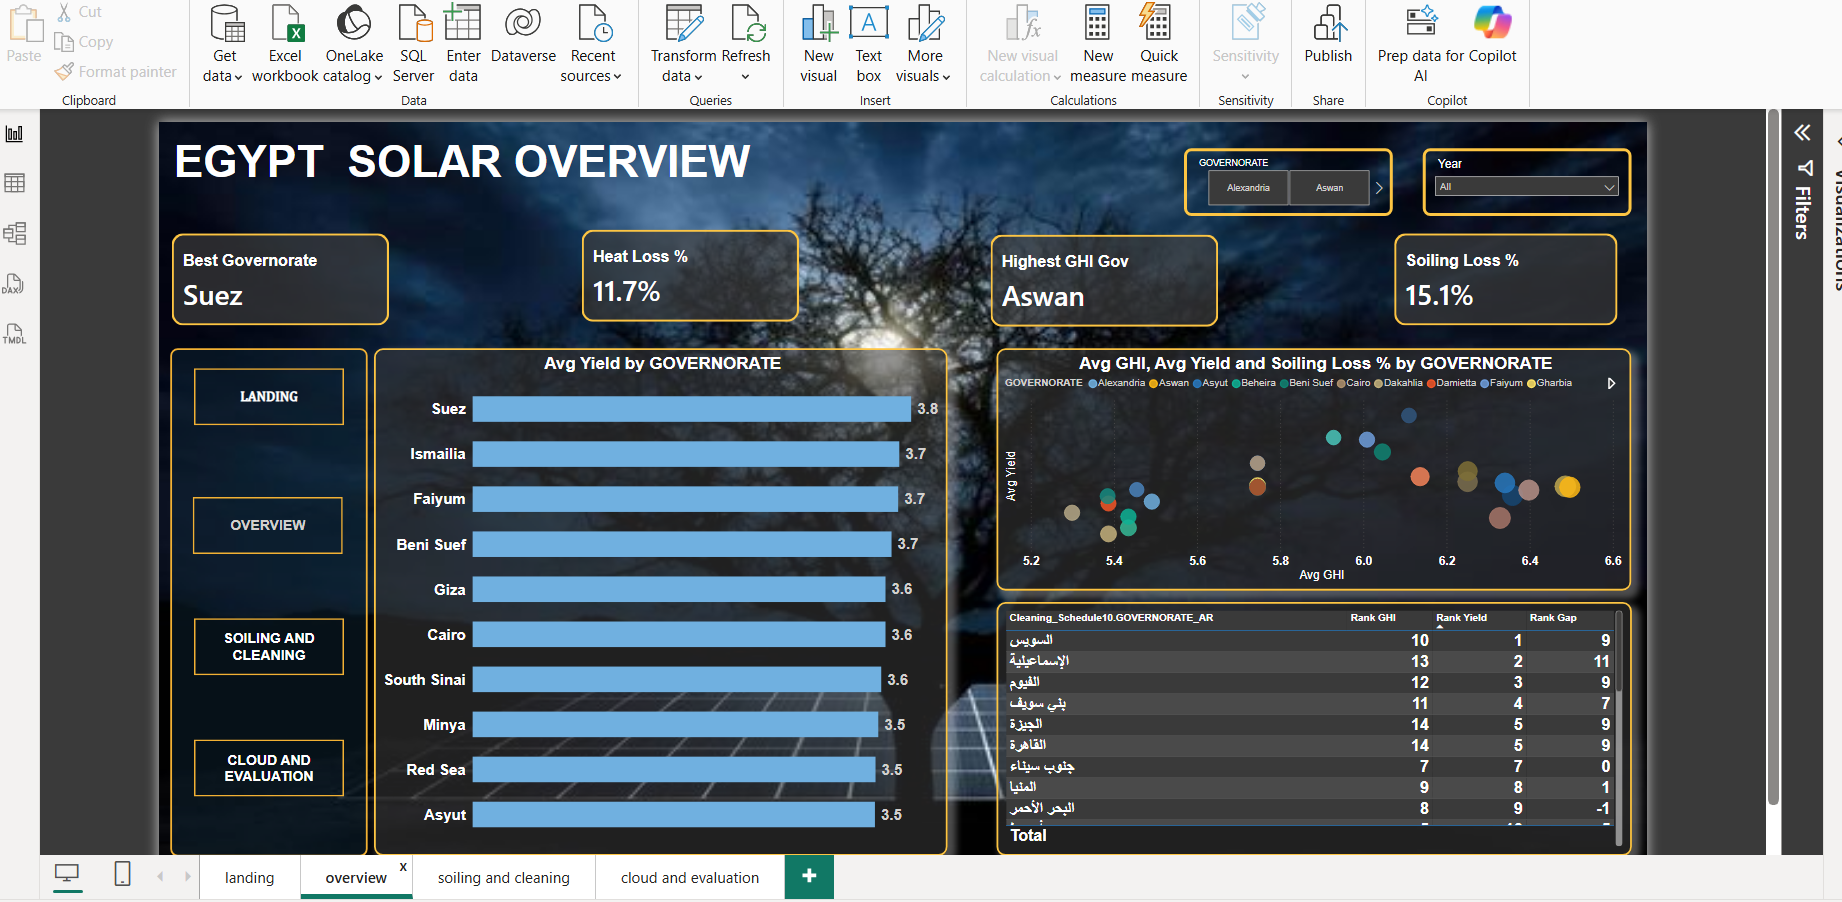 Paste
Cut
Copy
Format painter
Clipboard
Get data
Excel workbook
OneLake catalog
SQL Server
Enter data
Dataverse
Recent sources
Data
Transform data
Refresh
Queries
New visual
Text box
More visuals
Insert
New visual calculation
New measure
Quick measure
Calculations
Sensitivity
Sensitivity
Publish
Share
Prep data for AI
Copilot
Copilot
EGYPT SOLAR OVERVIEW
GOVERNORATE
Alexandria
Aswan
Year
All
Best Governorate
Suez
Heat Loss %
11.7%
Highest GHI Gov
Aswan
Soiling Loss %
15.1%
LANDING
OVERVIEW
SOILING AND
CLEANING
CLOUD AND
EVALUATION
Avg Yield by GOVERNORATE
Suez 3.8
Ismailia 3.7
Faiyum 3.7
Beni Suef 3.7
Giza 3.6
Cairo 3.6
South Sinai 3.6
Minya 3.5
Red Sea 3.5
Asyut 3.5
Avg GHI, Avg Yield and Soiling Loss % by GOVERNORATE
GOVERNORATE Alexandria Aswan Asyut Beheira Beni Suef Cairo Dakahlia Damietta Faiyum Gharbia
Avg Yield
5.2 5.4 5.6 5.8 6.0 6.2 6.4 6.6
Avg GHI
Cleaning_Schedule10.GOVERNORATE_AR Rank GHI Rank Yield Rank Gap
السويس 10 1 9
الإسماعيلية 13 2 11
الفيوم 12 3 9
بني سويف 11 4 7
الجيزة 14 5 9
القاهرة 14 5 9
جنوب سيناء 7 7 0
المنيا 9 8 1
البحر الأحمر 8 9 -1
Total
Filters
Visualizations
DAX
TMDL
landing
overview
x
soiling and cleaning
cloud and evaluation
+